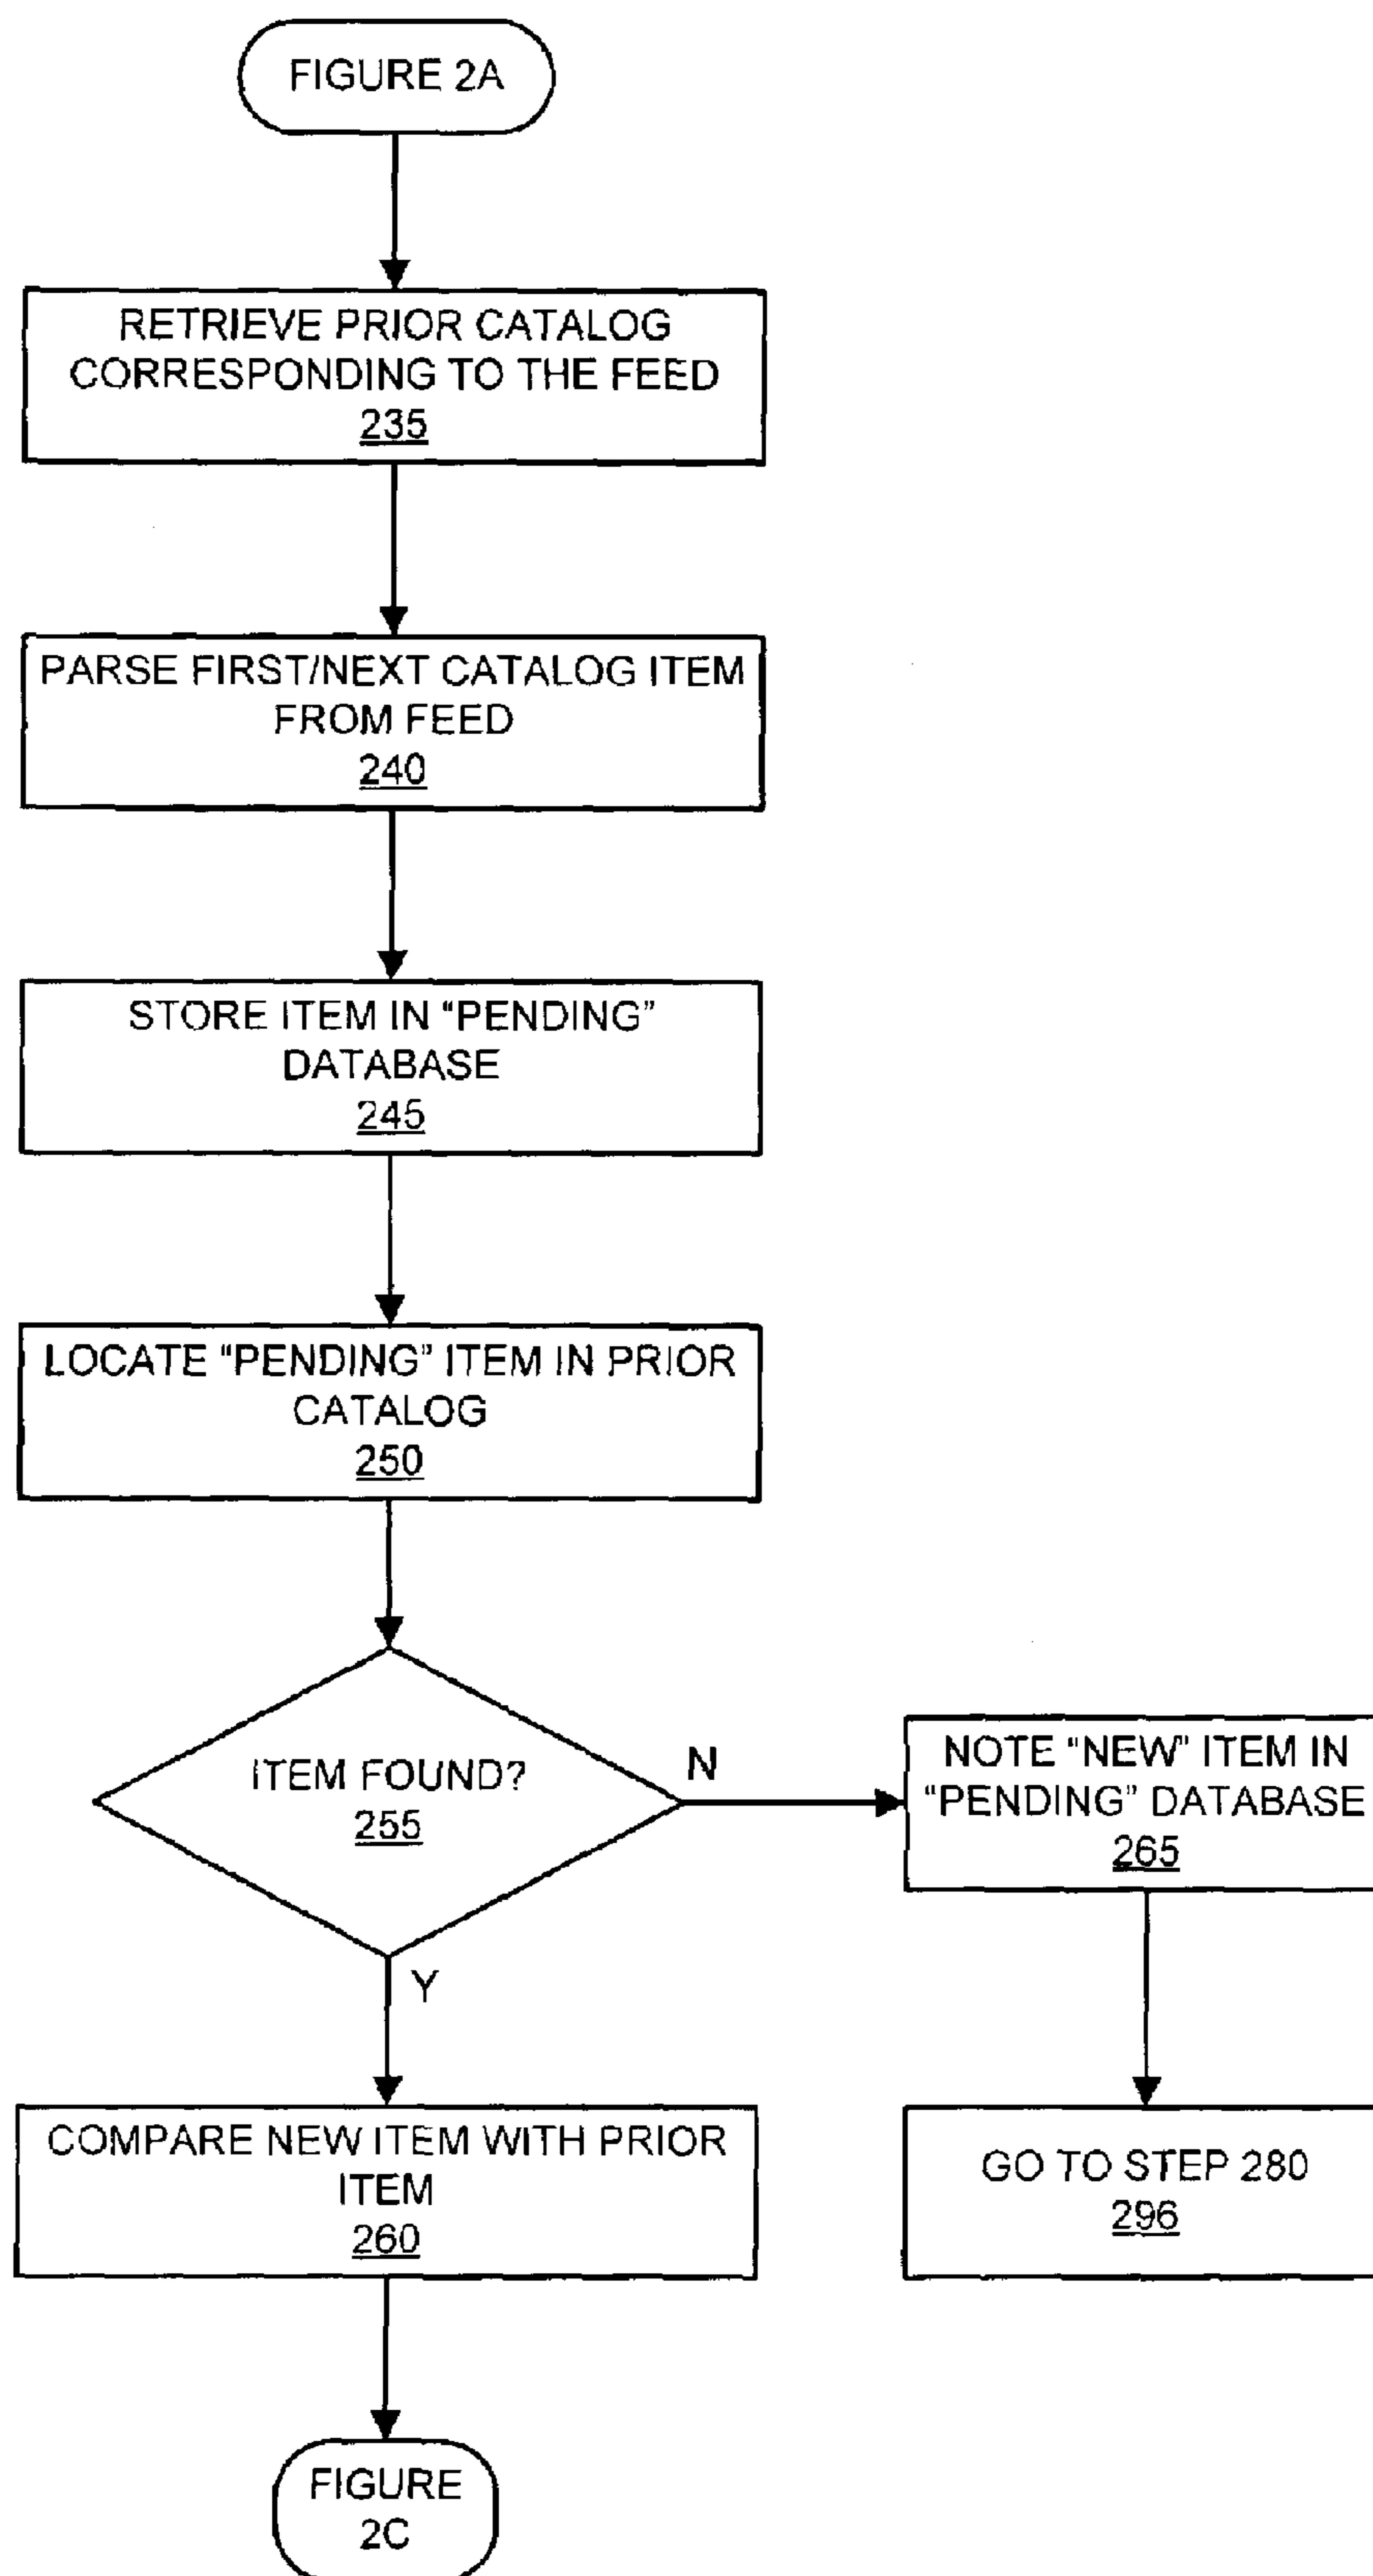 FIGURE 2A
RETRIEVE PRIOR CATALOG
CORRESPONDING TO THE FEED
235
PARSE FIRST/NEXT CATALOG ITEM
FROM FEED
240
STORE ITEM IN “PENDING”
DATABASE
245
LOCATE “PENDING” ITEM IN PRIOR
CATALOG
250
ITEM FOUND?
255
N
NOTE “NEW” ITEM IN
“PENDING” DATABASE
265
Y
COMPARE NEW ITEM WITH PRIOR
ITEM
260
GO TO STEP 280
296
FIGURE
2C